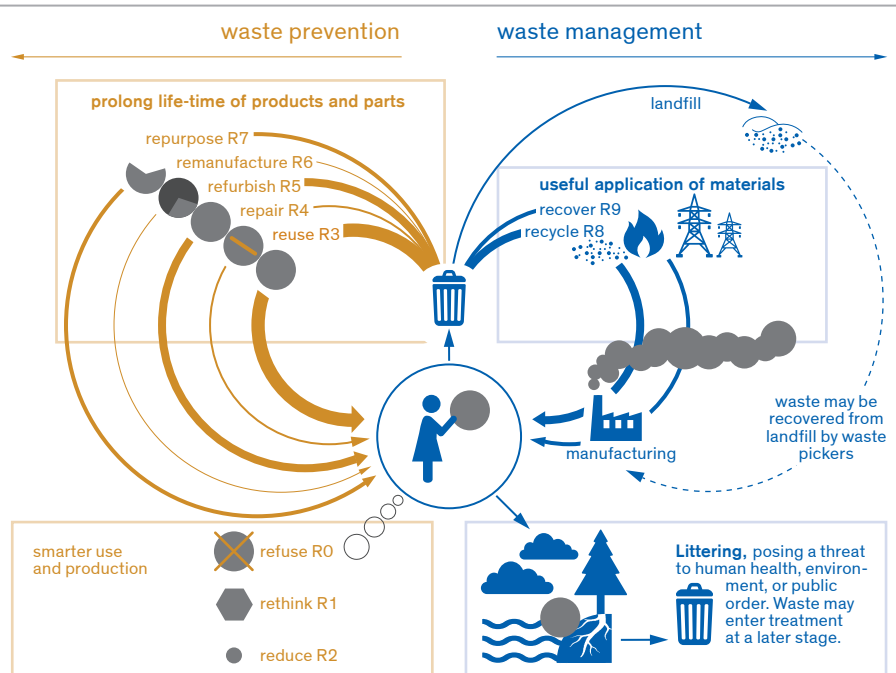 waste prevention
waste management
prolong life-time of products and parts
repurpose R7
remanufacture R6
refurbish R5
repair R4
reuse R3
landfill
useful application of materials
recover R9
recycle R8
waste may be
recovered from
landfill by waste
pickers
manufacturing
smarter use
and production
refuse R0
rethink R1
reduce R2
Littering, posing a threat
to human health, environ-
ment, or public
order. Waste may
enter treatment
at a later stage.